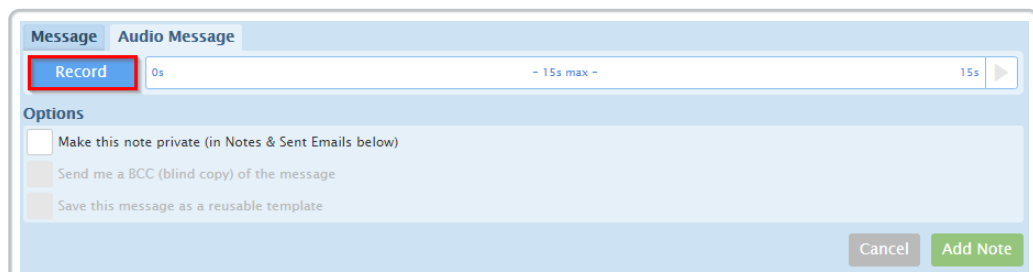 Message Audio Message
Record 0s - 15s max - 15s
Options
Make this note private (in Notes & Sent Emails below)
Send me a BCC (blind copy) of the message
Save this message as a reusable template
Cancel Add Note